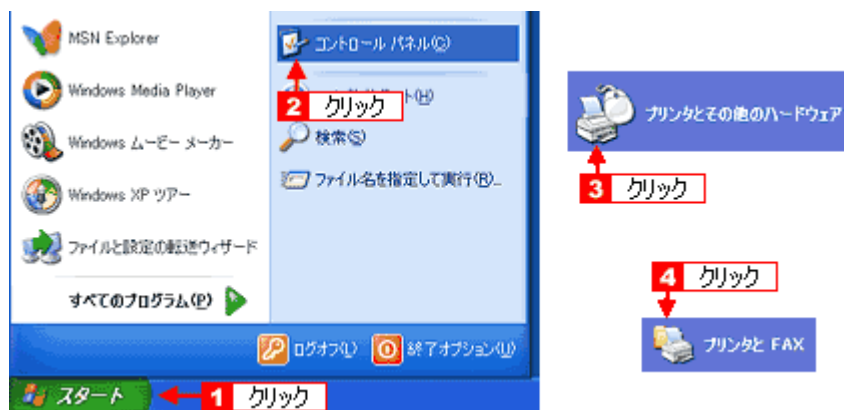 MSN Explorer
Windows Media Player
Windows ムービー メーカー
Windows XP ツアー
ファイルと設定の転送ウィザード
すべてのプログラム(P)
コントロール パネル(C)
2 クリック
ト(H)
検索(S)
ファイル名を指定して実行(R)...
ログオフ(L)
終了オプション(U)
スタート
1 クリック
プリンタとその他のハードウェア
3 クリック
4 クリック
プリンタと FAX